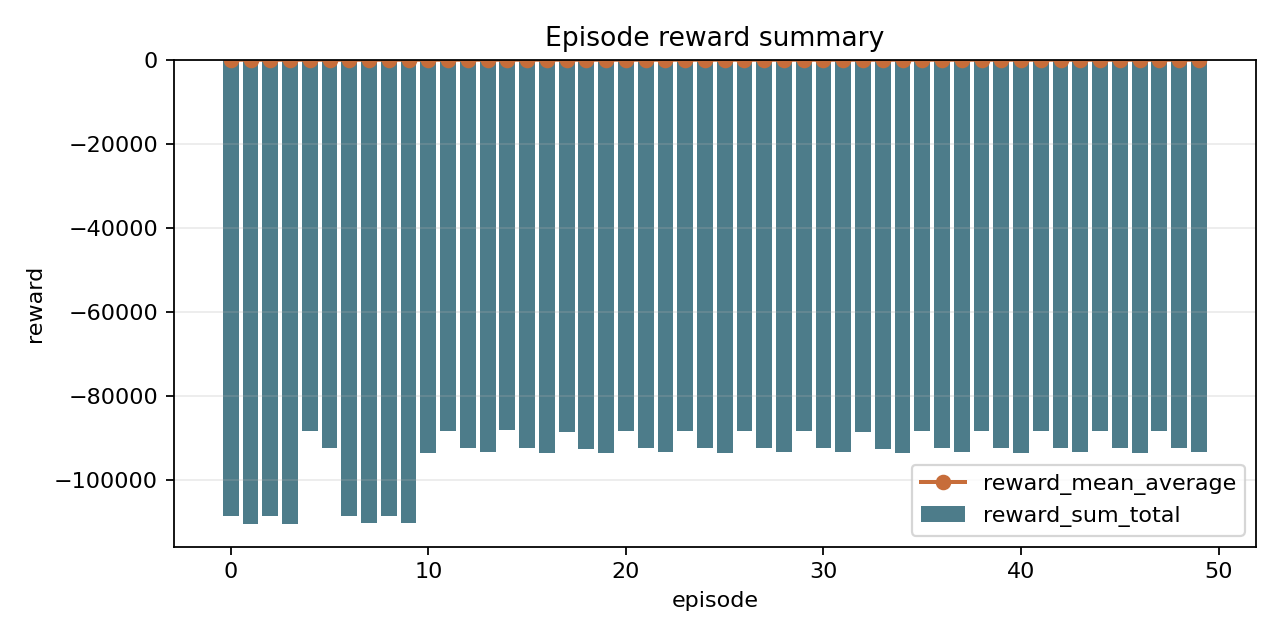 Episode reward summary
0
−20000
−40000
−60000
−80000
−100000
reward
reward_mean_average
reward_sum_total
0 10 20 30 40 50
episode